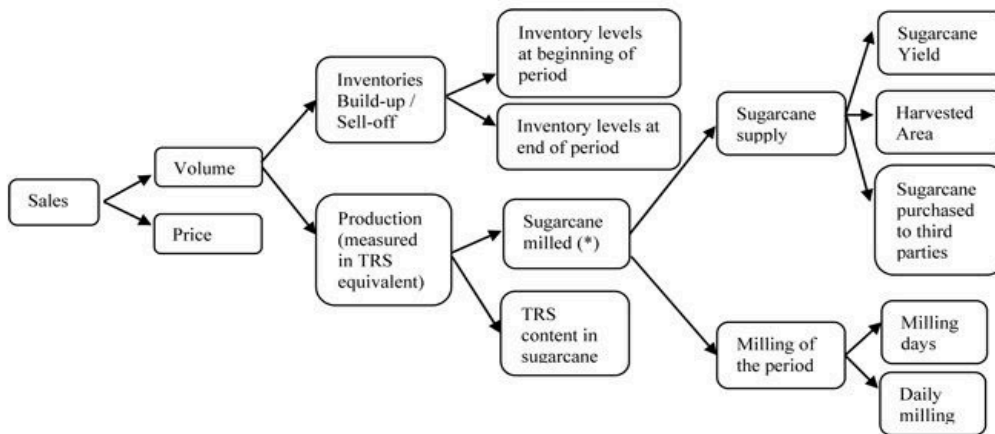 Sales
Volume
Price
Inventories
Build-up /
Sell-off
Production
(measured
in TRS
equivalent)
Inventory levels
at beginning of
period
Inventory levels at
end of period
Sugarcane
milled (*)
TRS
content in
sugarcane
Sugarcane
supply
Milling of
the period
Sugarcane
Yield
Harvested
Area
Sugarcane
purchased
to third
parties
Milling
days
Daily
milling